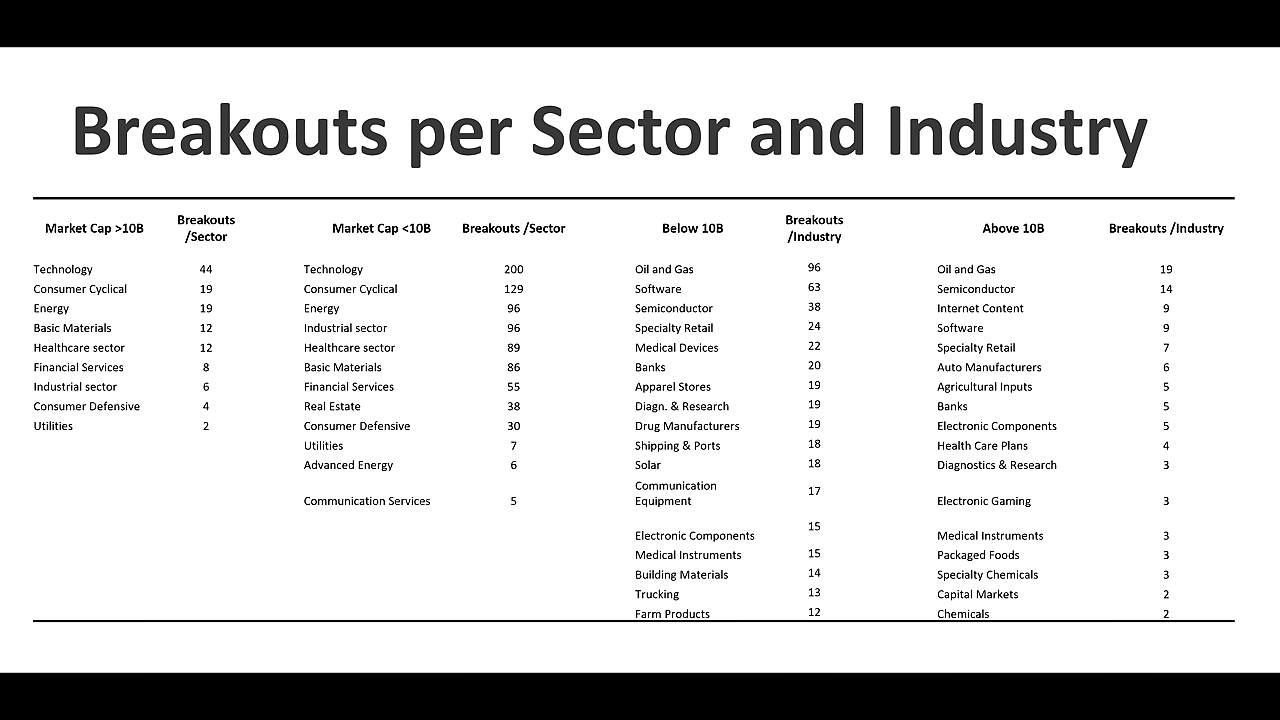 Breakouts per Sector and Industry
Market Cap >10B Breakouts /Sector Market Cap <10B Breakouts /Sector Below 10B Breakouts /Industry Above 10B Breakouts /Industry
Technology 44 Technology 200 Oil and Gas 96 Oil and Gas 19
Consumer Cyclical 19 Consumer Cyclical 129 Software 63 Semiconductor 14
Energy 19 Energy 96 Semiconductor 38 Internet Content 9
Basic Materials 12 Industrial sector 96 Specialty Retail 24 Software 9
Healthcare sector 12 Healthcare sector 89 Medical Devices 22 Specialty Retail 7
Financial Services 8 Basic Materials 86 Banks 20 Auto Manufacturers 6
Industrial sector 6 Financial Services 55 Apparel Stores 19 Agricultural Inputs 5
Consumer Defensive 4 Real Estate 38 Diagn. & Research 19 Banks 5
Utilities 2 Consumer Defensive 30 Drug Manufacturers 19 Electronic Components 5
Utilities 7 Shipping & Ports 18 Health Care Plans 4
Advanced Energy 6 Solar 18 Diagnostics & Research 3
Communication Services 5 Communication Equipment 17 Electronic Gaming 3
Electronic Components 15 Medical Instruments 3
Medical Instruments 15 Packaged Foods 3
Building Materials 14 Specialty Chemicals 3
Trucking 13 Capital Markets 2
Farm Products 12 Chemicals 2